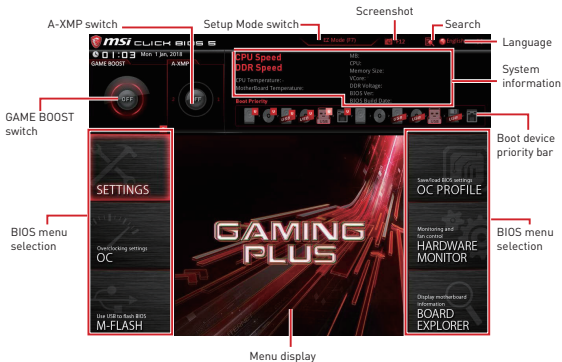 Screenshot
A-XMP switch
Setup Mode switch
Search
msi CLICK BIOS 5
EZ Mode (F7)
F12
English
Language
01:03 Mon 1 Jan, 2018
GAME BOOST
A-XMP
CPU Speed
DDR Speed
CPU Temperature: -
MotherBoard Temperature:
MB:
CPU:
Memory Size:
VCore:
DDR Voltage:
BIOS Ver:
BIOS Build Date:
System
information
OFF
OFF
Boot Priority
GAME BOOST
switch
Boot device
priority bar
SETTINGS
Save/load BIOS settings
OC PROFILE
BIOS menu
selection
Overclocking settings
OC
GAMING
PLUS
Monitoring and
fan control
HARDWARE
MONITOR
BIOS menu
selection
Use USB to flash BIOS
M-FLASH
Display motherboard
information
BOARD
EXPLORER
Menu display